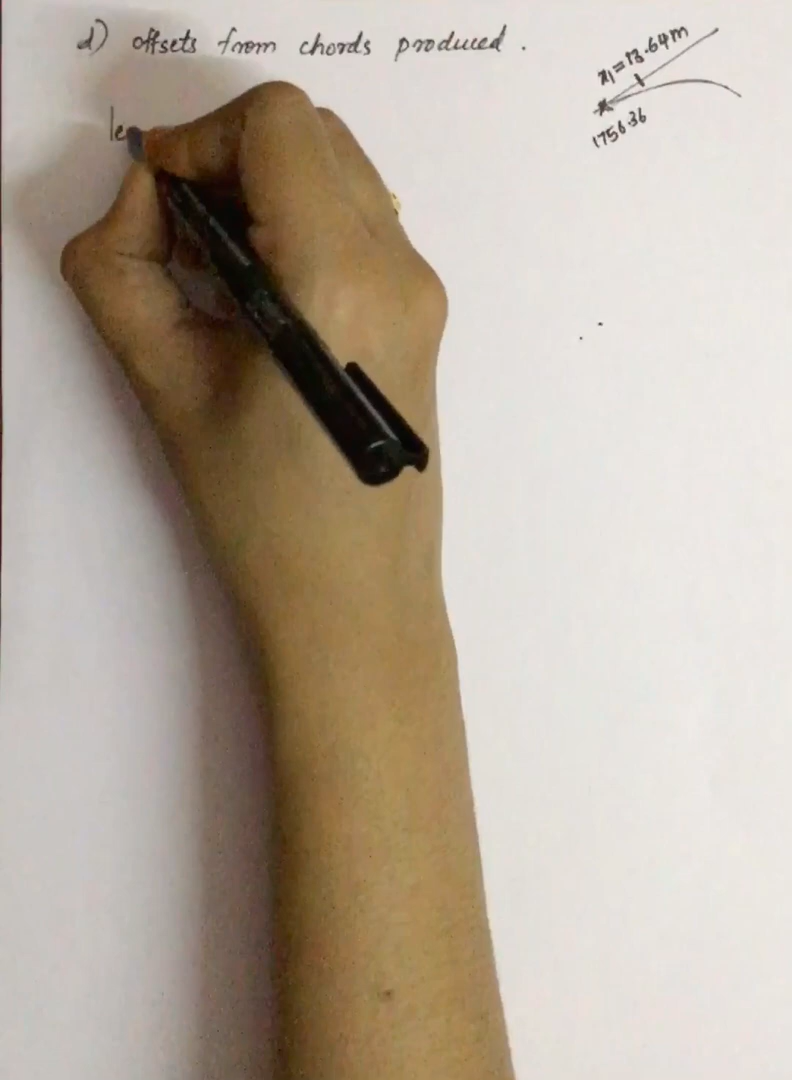 d) offsets from chords produced .
x1=13.64m
1756.36
le